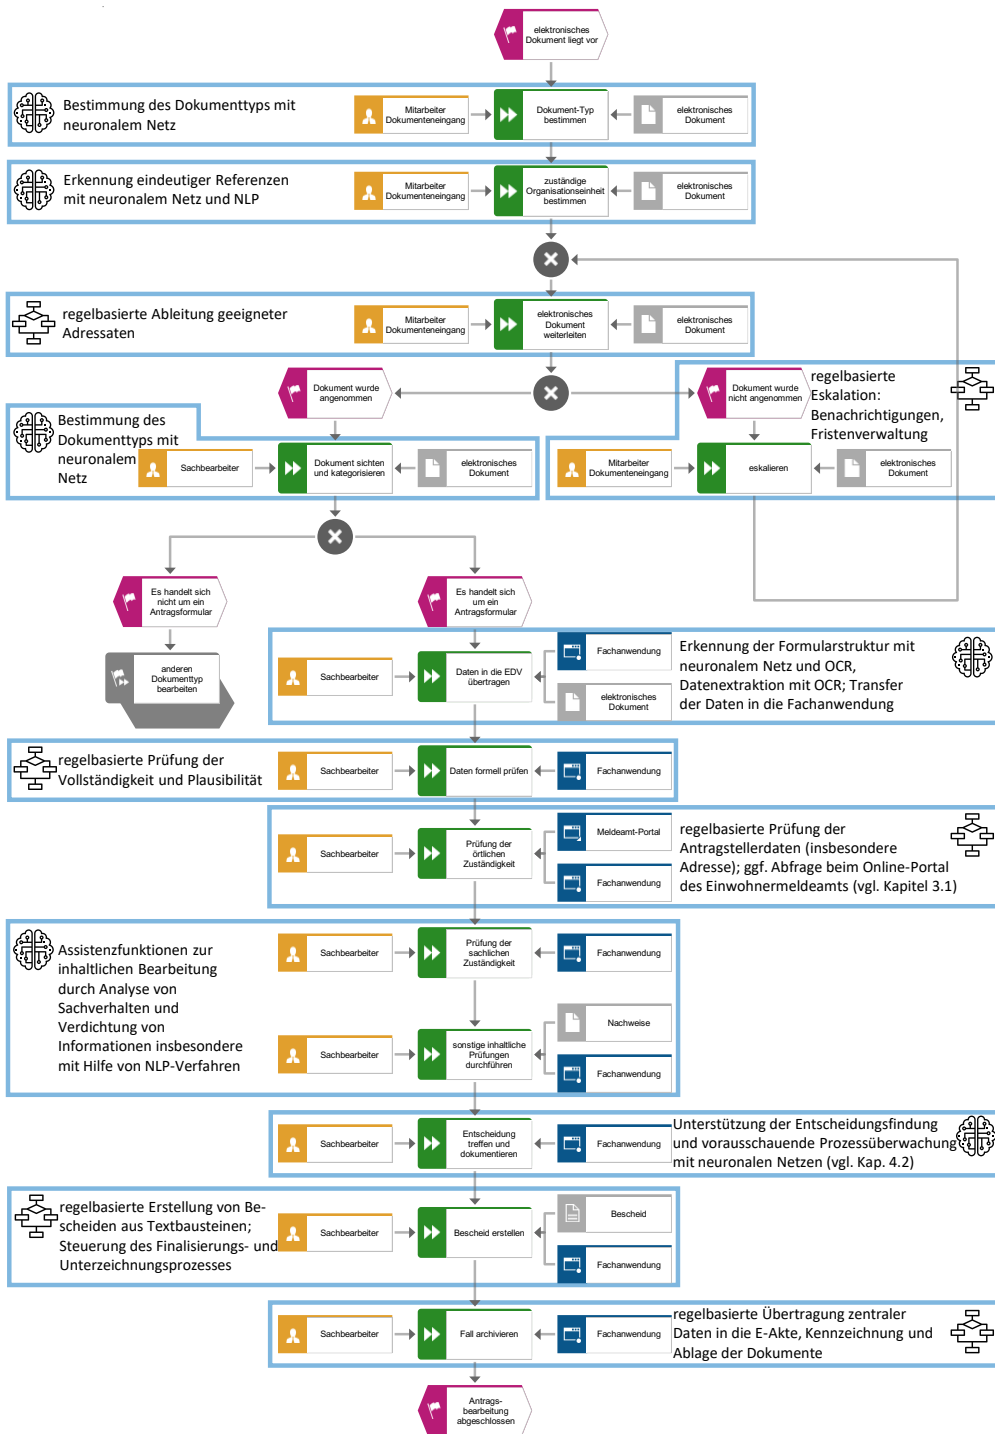 elektronisches
Dokument liegt vor
Bestimmung des Dokumenttyps mit
neuronalem Netz
Mitarbeiter
Dokumenteneingang
Dokument-Typ
bestimmen
elektronisches
Dokument
Erkennung eindeutiger Referenzen
mit neuronalem Netz und NLP
Mitarbeiter
Dokumenteneingang
zuständige
Organisationseinheit
bestimmen
elektronisches
Dokument
regelbasierte Ableitung geeigneter
Adressaten
Mitarbeiter
Dokumenteneingang
elektronisches
Dokument
weiterleiten
elektronisches
Dokument
Dokument wurde
angenommen
Dokument wurde
nicht angenommen
regelbasierte
Eskalation:
Benachrichtigungen,
Fristenverwaltung
Bestimmung des
Dokumenttyps mit
neuronalem
Netz
Sachbearbeiter
Dokument sichten
und kategorisieren
elektronisches
Dokument
Mitarbeiter
Dokumenteneingang
eskalieren
elektronisches
Dokument
Es handelt sich
nicht um ein
Antragsformular
Es handelt sich
um ein
Antragsformular
anderen
Dokumenttyp
bearbeiten
Sachbearbeiter
Daten in die EDV
übertragen
Fachanwendung
elektronisches
Dokument
Erkennung der Formularstruktur mit
neuronalem Netz und OCR,
Datenextraktion mit OCR; Transfer
der Daten in die Fachanwendung
regelbasierte Prüfung der
Vollständigkeit und Plausibilität
Sachbearbeiter
Daten formell prüfen
Fachanwendung
Sachbearbeiter
Prüfung der
örtlichen
Zuständigkeit
Meldeamt-Portal
Fachanwendung
regelbasierte Prüfung der
Antragstellerdaten (insbesondere
Adresse); ggf. Abfrage beim Online-Portal
des Einwohnermeldeamts (vgl. Kapitel 3.1)
Assistenzfunktionen zur
inhaltlichen Bearbeitung
durch Analyse von
Sachverhalten und
Verdichtung von
Informationen insbesondere
mit Hilfe von NLP-Verfahren
Sachbearbeiter
Prüfung der
sachlichen
Zuständigkeit
Fachanwendung
Sachbearbeiter
sonstige inhaltliche
Prüfungen
durchführen
Nachweise
Fachanwendung
Sachbearbeiter
Entscheidung
treffen und
dokumentieren
Fachanwendung
Unterstützung der Entscheidungsfindung
und vorausschauende Prozessüberwachung
mit neuronalen Netzen (vgl. Kap. 4.2)
regelbasierte Erstellung von Be-
scheiden aus Textbausteinen;
Steuerung des Finalisierungs- und
Unterzeichnungsprozesses
Sachbearbeiter
Bescheid erstellen
Bescheid
Fachanwendung
Sachbearbeiter
Fall archivieren
Fachanwendung
regelbasierte Übertragung zentraler
Daten in die E-Akte, Kennzeichnung und
Ablage der Dokumente
Antrags-
bearbeitung
abgeschlossen